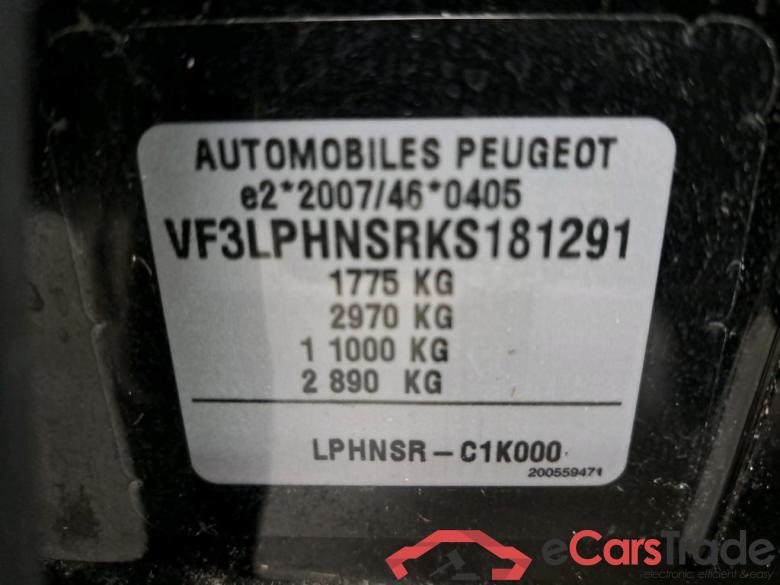 AUTOMOBILES PEUGEOT
e2*2007/46*0405
VF3LPHNSRKS181291
1775 KG
2970 KG
1 1000 KG
2 890 KG
LPHNSR-C1K000
200559471
eCarsTrade
electronic, efficient & easy